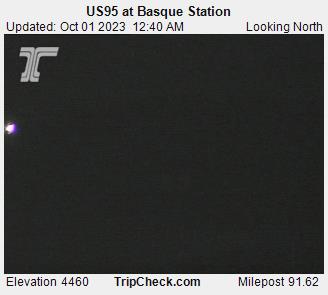 US95 at Basque Station
Updated: Oct 01 2023 12:40 AM Looking North
Elevation 4460 TripCheck.com Milepost 91.62